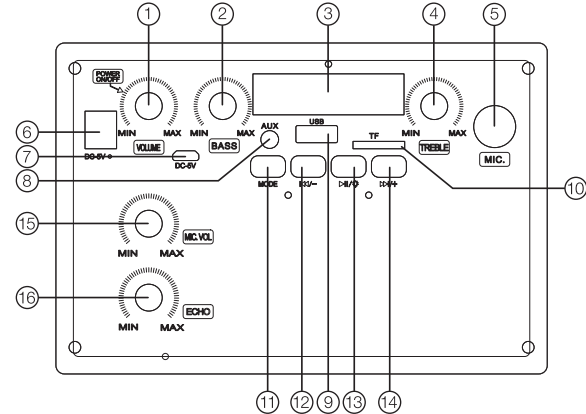 1
2
3
4
5
POWER
ON/OFF
MIN
MAX
VOLUME
MIN
MAX
BASS
MIN
MAX
TREBLE
MIC.
6
DC-5V
7
DC-5V
8
AUX
USB
TF
10
MODE
I◁◁/−
▷II/
▷▷I/+
15
MIN
MAX
MIC. VOL
16
MIN
MAX
ECHO
11
12
9
13
14